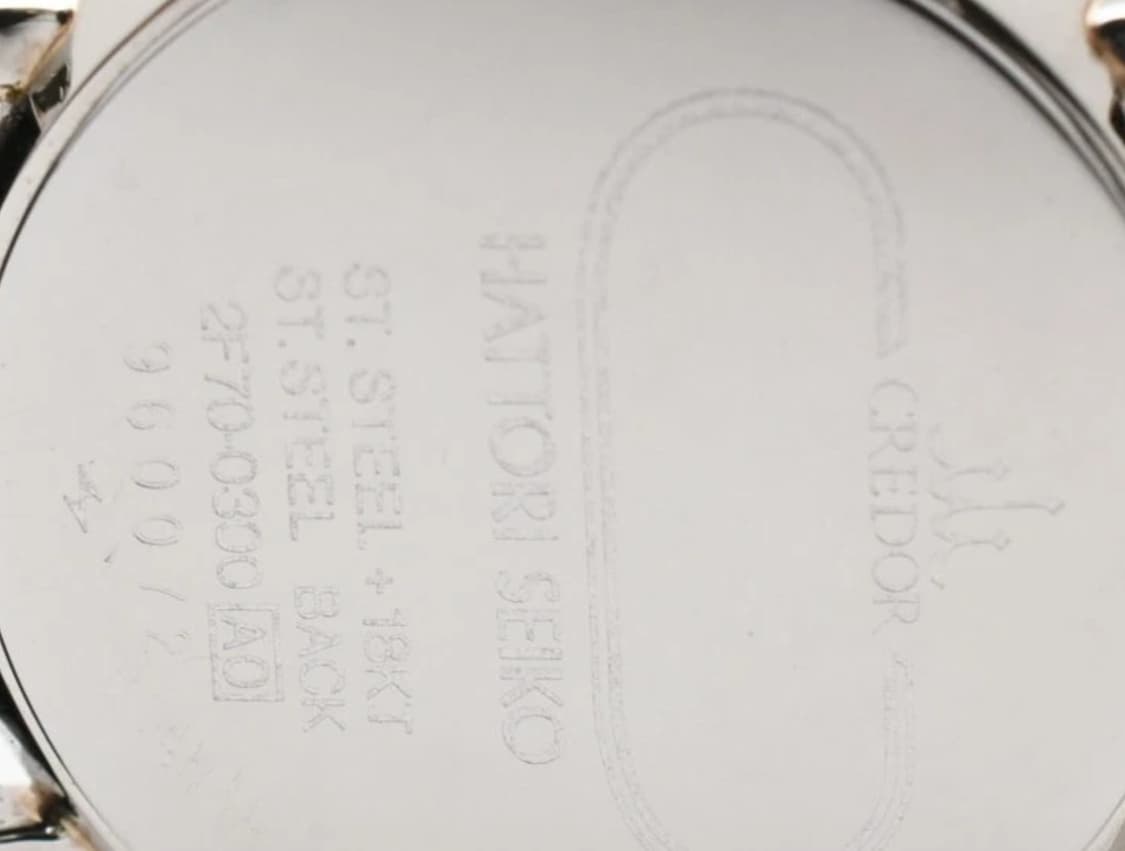 CREDOR
HATTORI SEIKO
ST. STEEL + 18KT
ST. STEEL BACK
2F70-0300 A0
960072